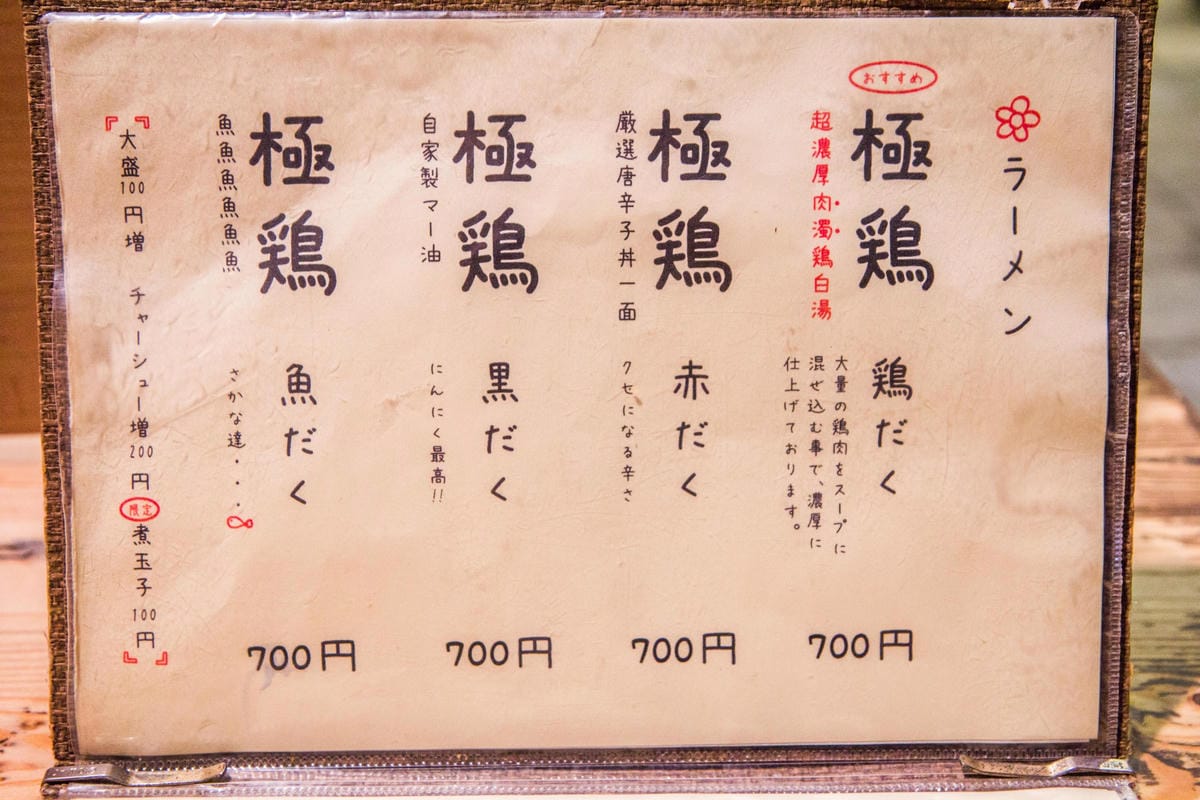 ラーメン
おすすめ
極鶏 鶏だく 700円
超濃厚肉濁鶏白湯
大量の鶏肉をスープに
混ぜ込む事で、濃厚に
仕上げております。
極鶏 赤だく 700円
厳選唐辛子丼一面
クセになる辛さ
極鶏 黒だく 700円
自家製マー油
にんにく最高!!
極鶏 魚だく 700円
魚魚魚魚魚魚
さかな達・・・
『大盛100円増 チャーシュー増200円 限定 煮玉子100円』